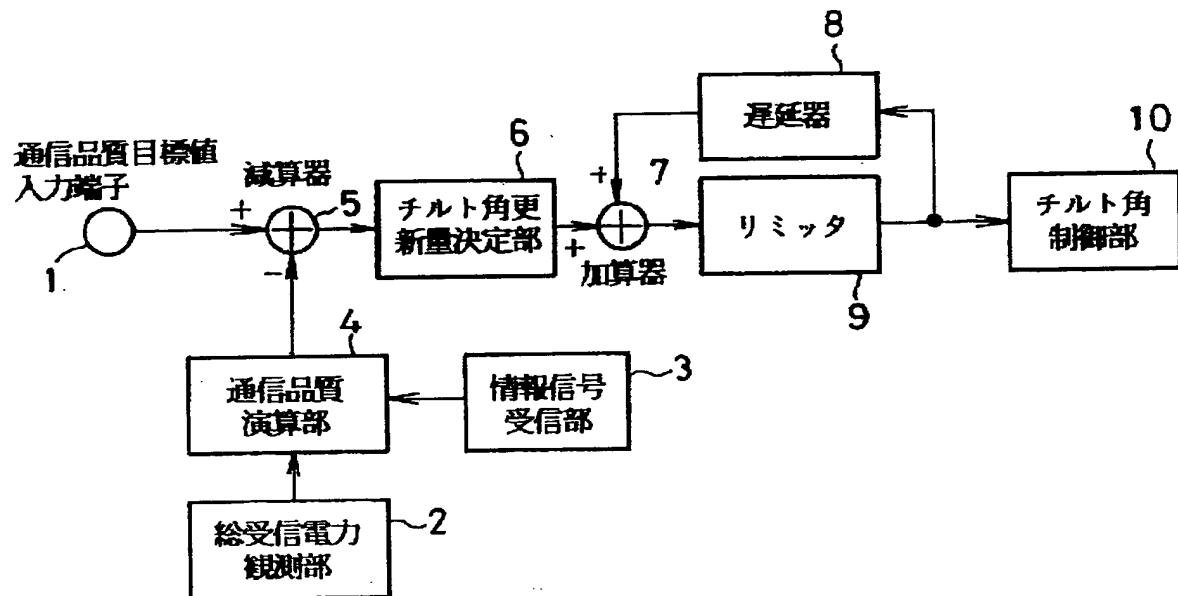 8
遅延器
通信品質目標値
入力端子
1
+
減算器
5
-
6
チルト角更
新量決定部
+
+
7
加算器
リミッタ
9
10
チルト角
制御部
4
通信品質
演算部
情報信号
受信部
3
総受信電力
観測部
2